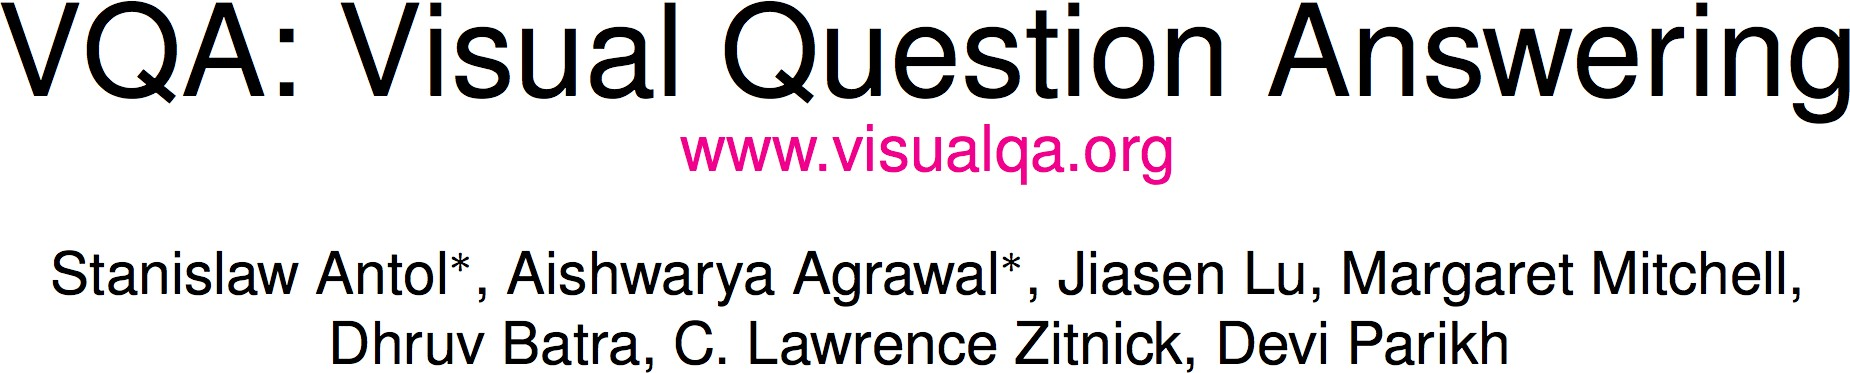 VQA: Visual Question Answering
www.visualqa.org
Stanislaw Antol*, Aishwarya Agrawal*, Jiasen Lu, Margaret Mitchell,
Dhruv Batra, C. Lawrence Zitnick, Devi Parikh